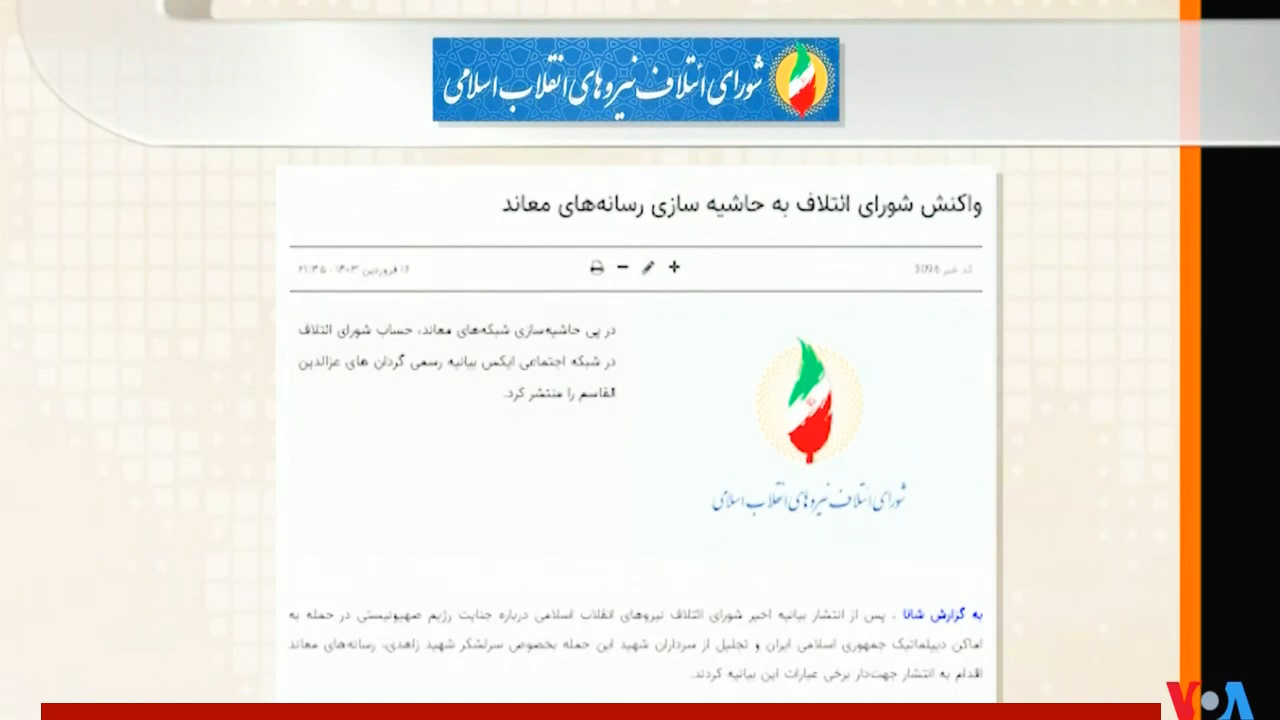 شورای ائتلاف نیروهای انقلاب اسلامی
واکنش شورای ائتلاف به حاشیه سازی رسانه‌های معاند
کد خبر 3096
۱۶ فروردین ۱۴۰۳ - ۲۱:۳۵
در پی حاشیه‌سازی شبکه‌های معاند، حساب شورای ائتلاف
در شبکه اجتماعی ایکس بیانیه رسمی گردان های عزالدین
القاسم را منتشر کرد.
شورای ائتلاف نیروهای انقلاب اسلامی
به گزارش شانا ، پس از انتشار بیانیه اخیر شورای ائتلاف نیروهای انقلاب اسلامی درباره جنایت رژیم صهیونیستی در حمله به
اماکن دیپلماتیک جمهوری اسلامی ایران و تجلیل از سرداران شهید این حمله بخصوص سرلشکر شهید زاهدی، رسانه‌های معاند
اقدام به انتشار جهت‌دار برخی عبارات این بیانیه کردند.
VOA